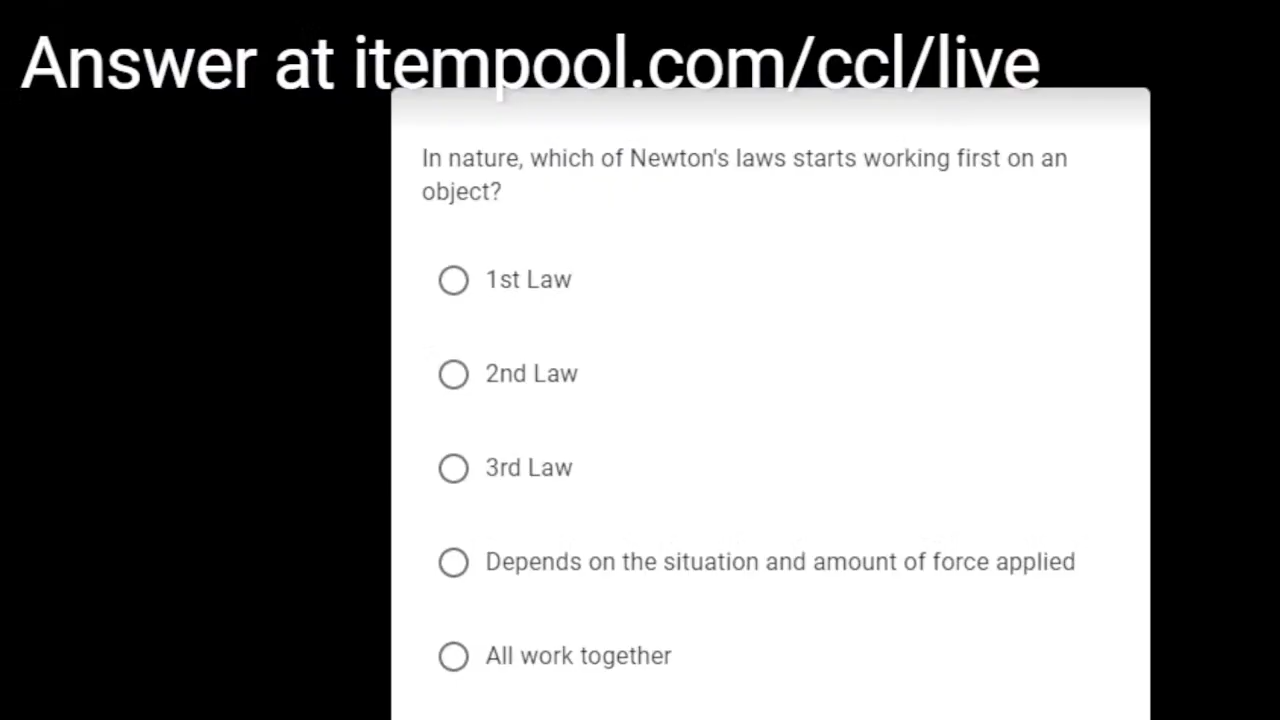 Answer at itempool.com/ccl/live
In nature, which of Newton's laws starts working first on an
object?
1st Law
2nd Law
3rd Law
Depends on the situation and amount of force applied
All work together